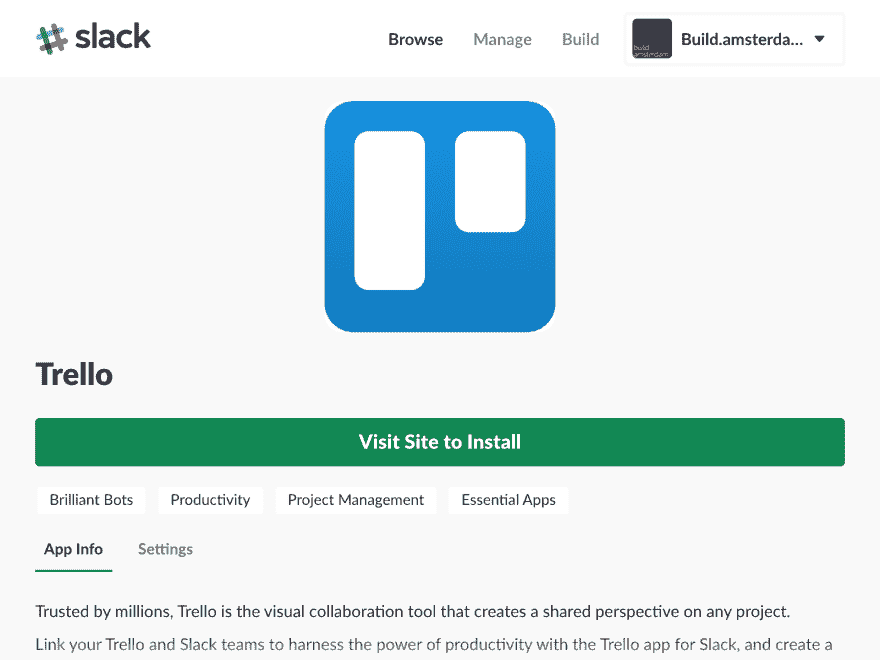 slack
Browse Manage Build Build.amsterda...
build
amsterdam
Trello
Visit Site to Install
Brilliant Bots Productivity Project Management Essential Apps
App Info Settings
Trusted by millions, Trello is the visual collaboration tool that creates a shared perspective on any project.
Link your Trello and Slack teams to harness the power of productivity with the Trello app for Slack, and create a